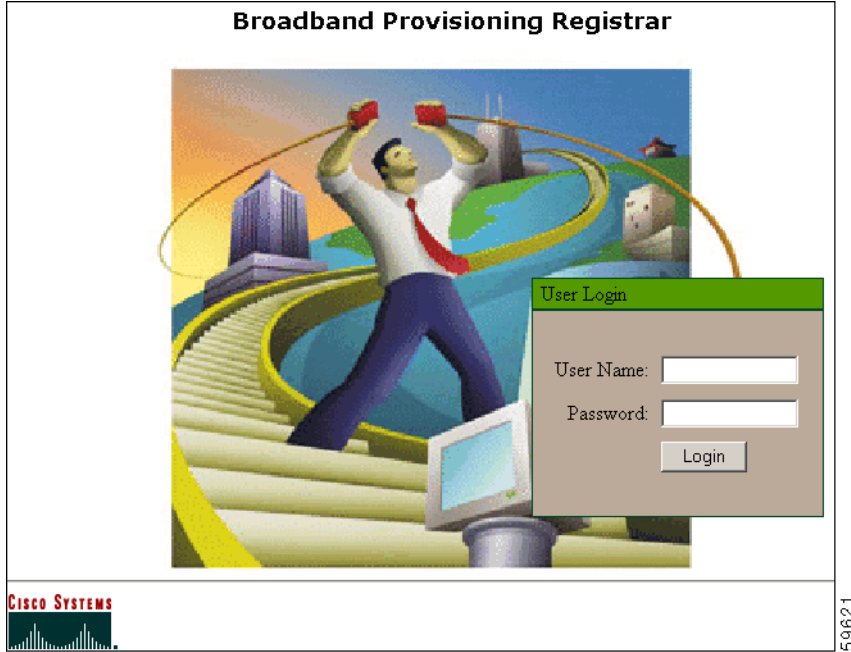 Broadband Provisioning Registrar
User Login
User Name:
Password:
Login
CISCO SYSTEMS
59621